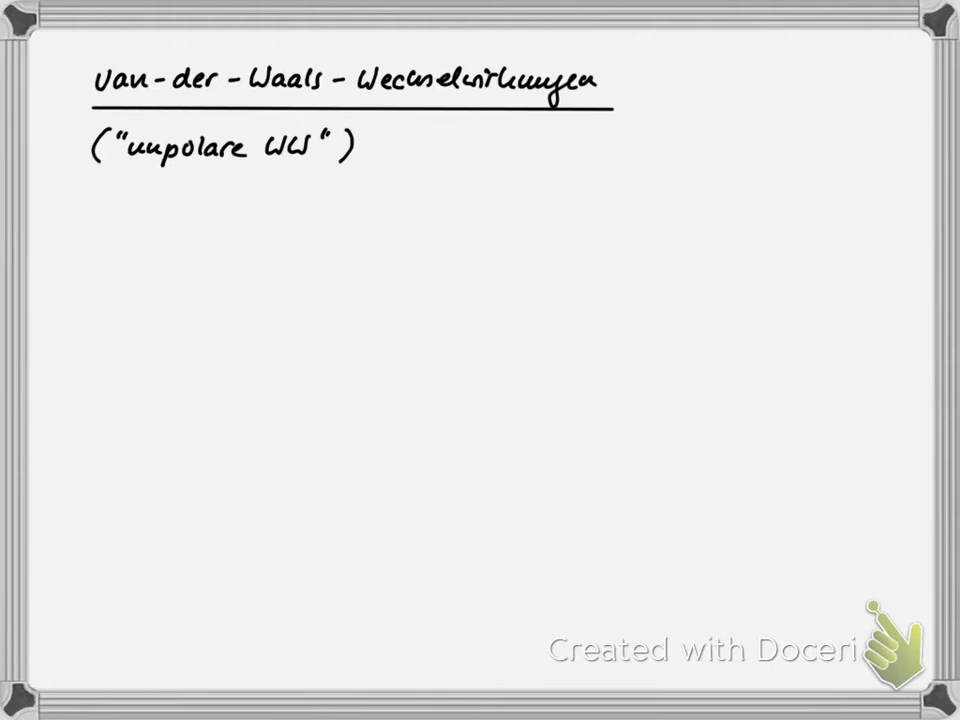 Van-der-Waals-Wechselwirkungen
("unpolare WW")
Created with Doceri